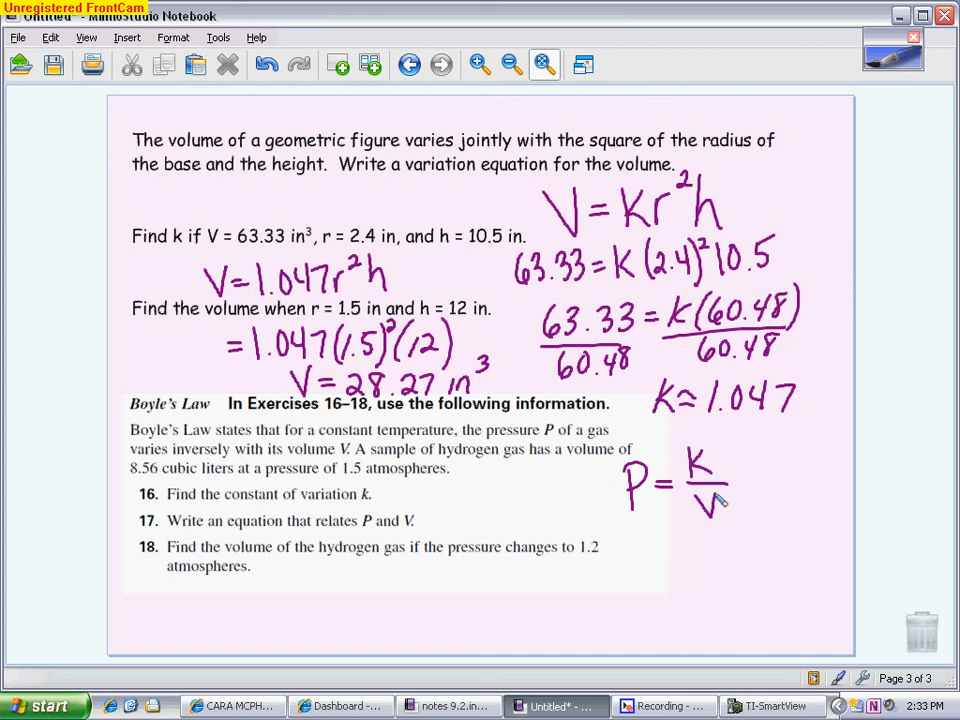 Unregistered FrontCam
Untitled* - MimioStudio Notebook
File Edit View Insert Format Tools Help
The volume of a geometric figure varies jointly with the square of the radius of
the base and the height. Write a variation equation for the volume.
V = Kr²h
Find k if V = 63.33 in³, r = 2.4 in, and h = 10.5 in.
63.33 = K (2.4)² 10.5
V = 1.047r²h
Find the volume when r = 1.5 in and h = 12 in.
63.33 = K(60.48)
60.48 60.48
= 1.047(1.5)²(12)
V = 28.27 in³
K ≈ 1.047
Boyle's Law In Exercises 16–18, use the following information.
Boyle's Law states that for a constant temperature, the pressure P of a gas
varies inversely with its volume V. A sample of hydrogen gas has a volume of
8.56 cubic liters at a pressure of 1.5 atmospheres.
P = K
V
16. Find the constant of variation k.
17. Write an equation that relates P and V.
18. Find the volume of the hydrogen gas if the pressure changes to 1.2
atmospheres.
Page 3 of 3
start CARA MCPH... Dashboard - ... notes 9.2.in... Untitled* - ... Recording - ... TI-SmartView 2:33 PM